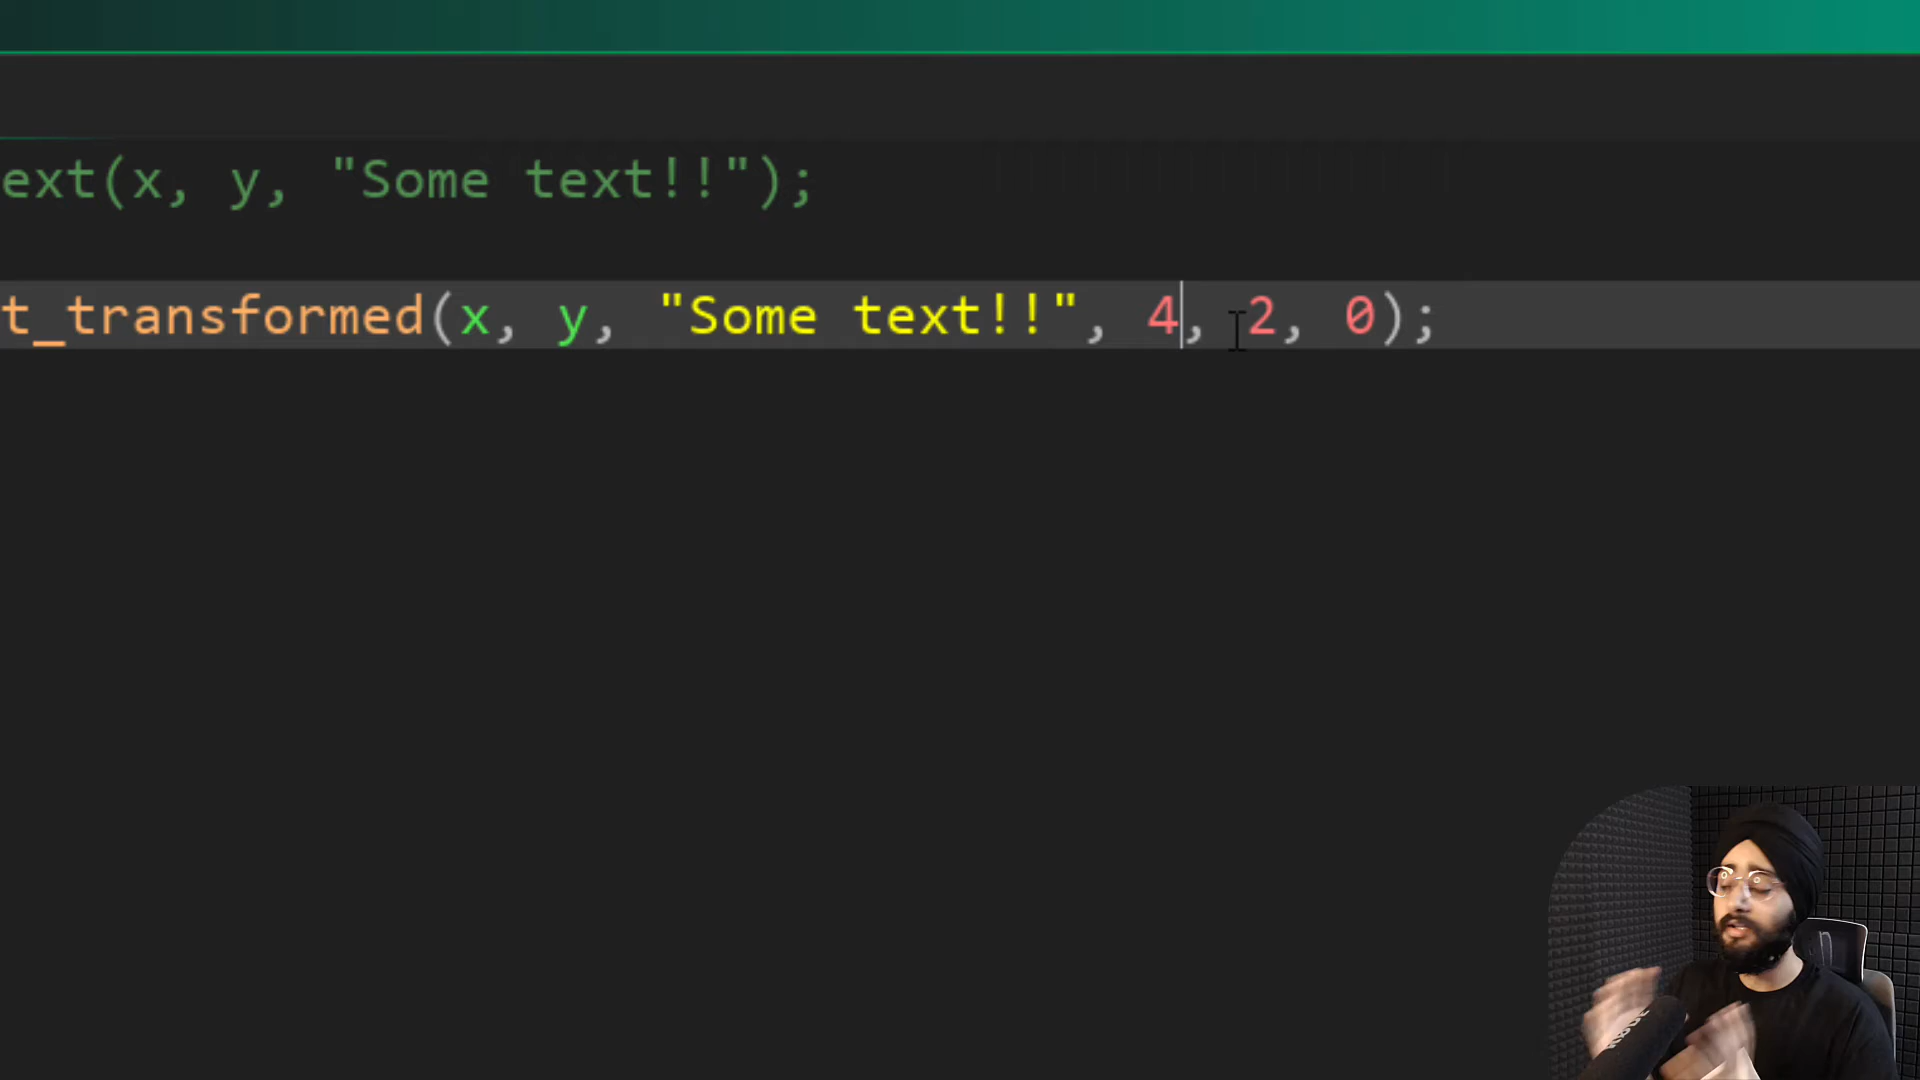 ext(x, y, "Some text!!");
t_transformed(x, y, "Some text!!", 4, 2, 0);